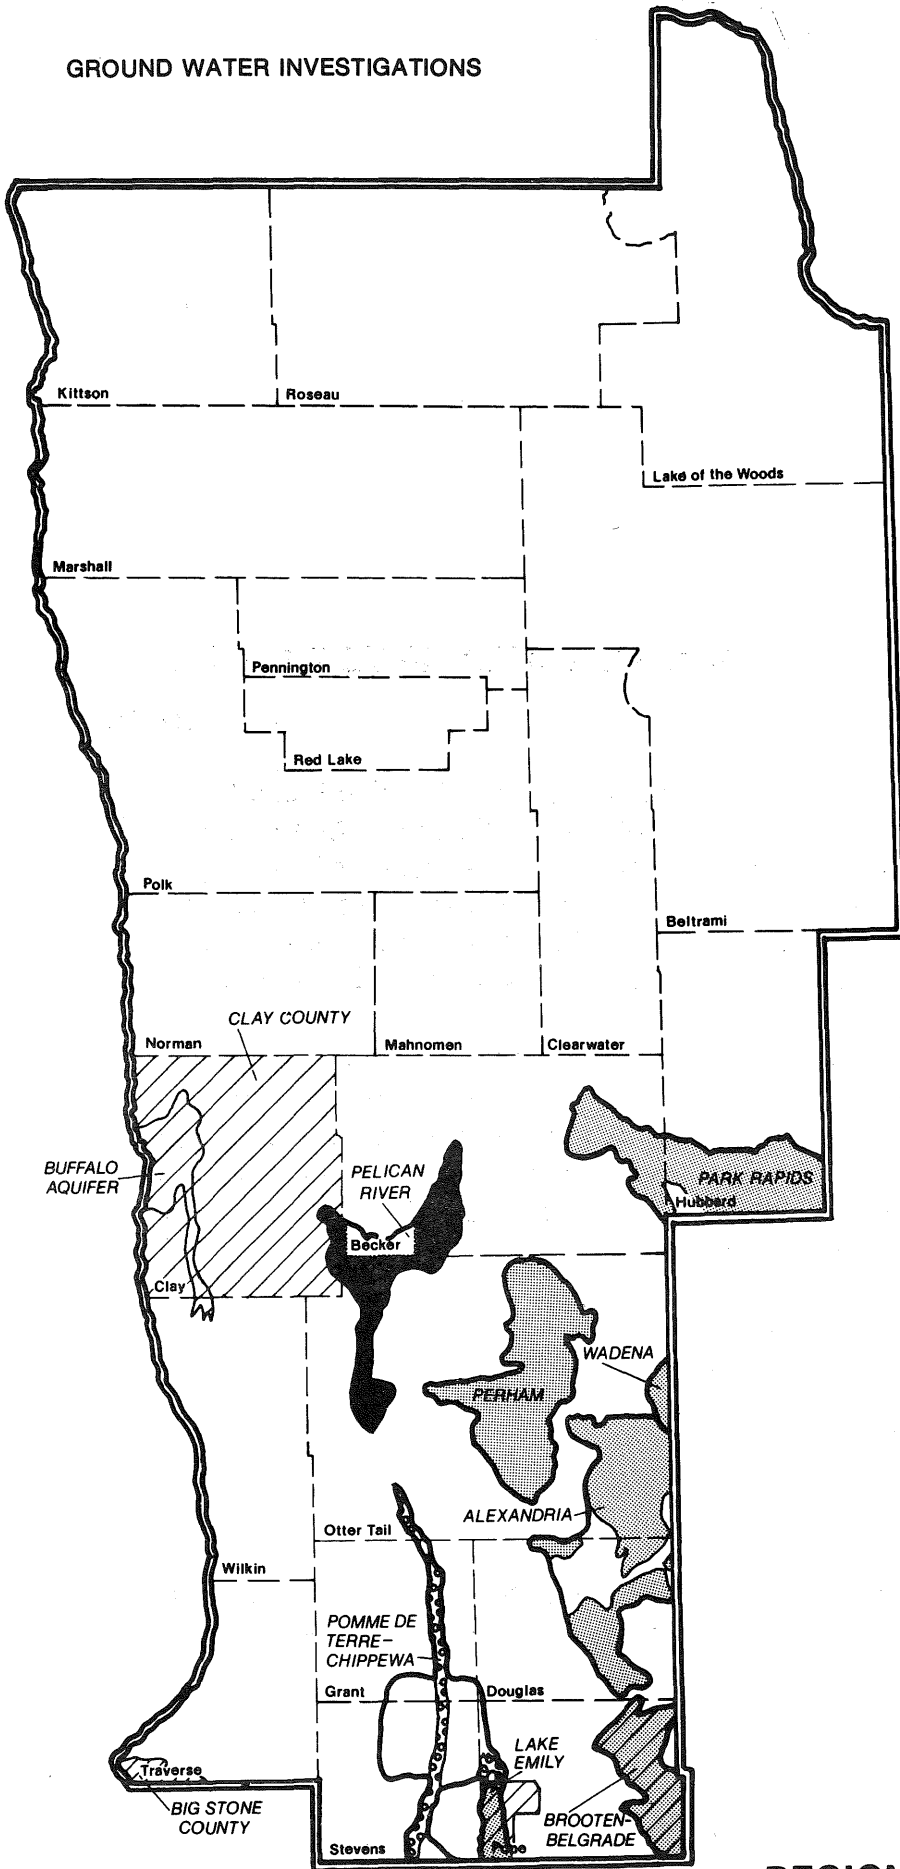 GROUND WATER INVESTIGATIONS
Kittson
Roseau
Lake of the Woods
Marshall
Pennington
Red Lake
Polk
Beltrami
CLAY COUNTY
Norman
Mahnomen
Clearwater
BUFFALO
AQUIFER
PELICAN
RIVER
PARK RAPIDS
Hubbard
Becker
Clay
WADENA
PERHAM
ALEXANDRIA
Otter Tail
Wilkin
POMME DE
TERRE-
CHIPPEWA
Grant
Douglas
LAKE
EMILY
Traverse
BIG STONE
COUNTY
BROOTEN-
BELGRADE
Stevens
Pope